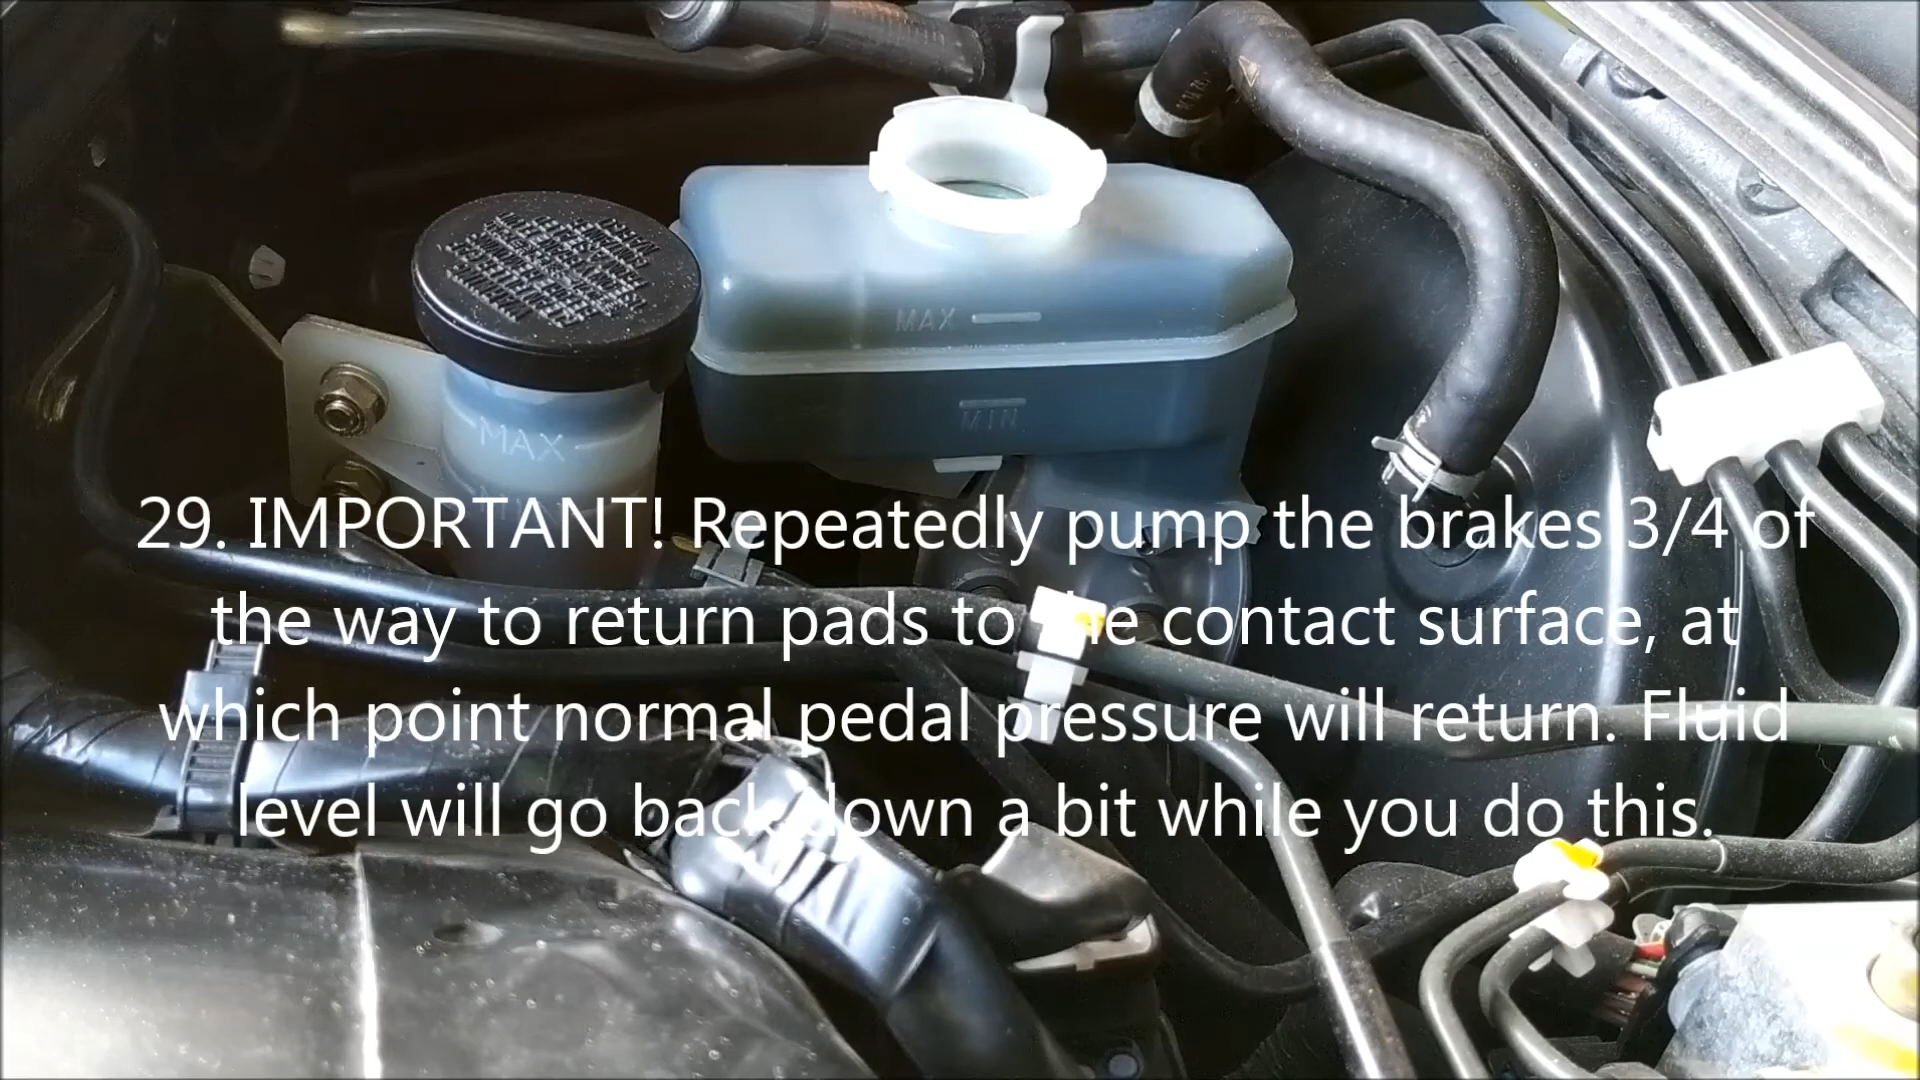 MAX
MAX
MIN
29. IMPORTANT! Repeatedly pump the brakes 3/4 of
the way to return pads to the contact surface, at
which point normal pedal pressure will return. Fluid
level will go back down a bit while you do this.